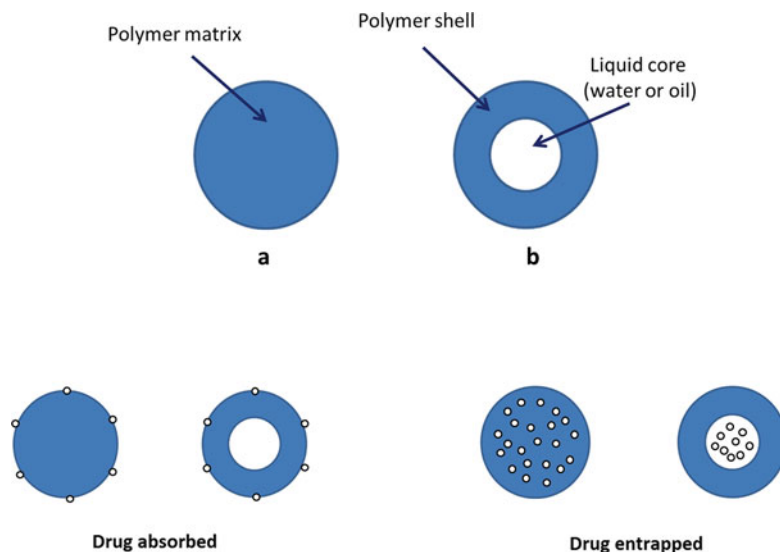 Polymer matrix
Polymer shell
Liquid core
(water or oil)
a
b
Drug absorbed
Drug entrapped